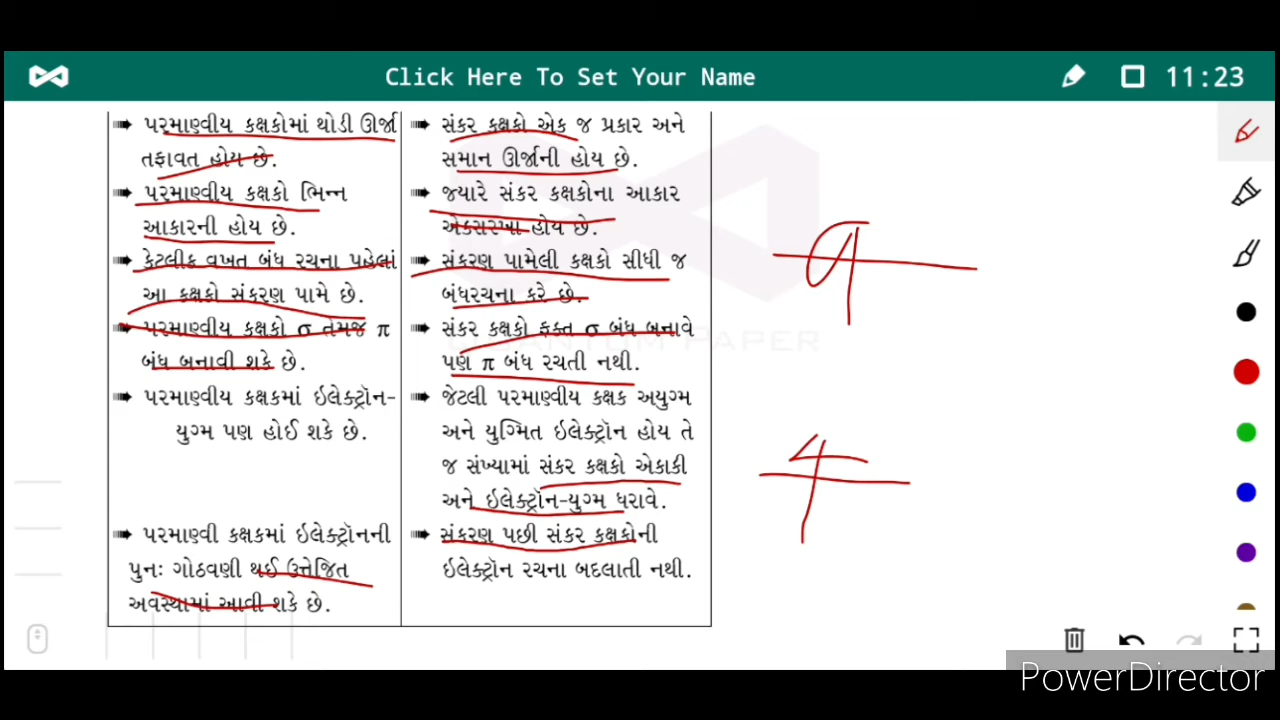 Click Here To Set Your Name
11:23
➠ પરમાણ્વીય કક્ષકોમાં થોડી ઊર્જા
તફાવત હોય છે.
➠ પરમાણ્વીય કક્ષકો ભિન્ન
આકારની હોય છે.
➠ કેટલીક વખત બંધ રચના પહેલાં
આ કક્ષકો સંકરણ પામે છે.
➠ પરમાણ્વીય કક્ષકો σ તેમજ π
બંધ બનાવી શકે છે.
➠ પરમાણ્વીય કક્ષકમાં ઇલેક્ટ્રૉન-
યુગ્મ પણ હોઈ શકે છે.
➠ પરમાણ્વી કક્ષકમાં ઇલેક્ટ્રૉનની
પુનઃ ગોઠવણી થઈ ઉત્તેજિત
અવસ્થામાં આવી શકે છે.
➠ સંકર કક્ષકો એક જ પ્રકાર અને
સમાન ઊર્જાની હોય છે.
➠ જ્યારે સંકર કક્ષકોના આકાર
એકસરખા હોય છે.
➠ સંકરણ પામેલી કક્ષકો સીધી જ
બંધરચના કરે છે.
➠ સંકર કક્ષકો ફક્ત σ બંધ બનાવે
પણ π બંધ રચતી નથી.
➠ જેટલી પરમાણ્વીય કક્ષક અયુગ્મ
અને યુગ્મિત ઇલેક્ટ્રૉન હોય તે
જ સંખ્યામાં સંકર કક્ષકો એકાકી
અને ઇલેક્ટ્રૉન-યુગ્મ ધરાવે.
➠ સંકરણ પછી સંકર કક્ષકોની
ઇલેક્ટ્રૉન રચના બદલાતી નથી.
QUANTUM PAPER
PowerDirector